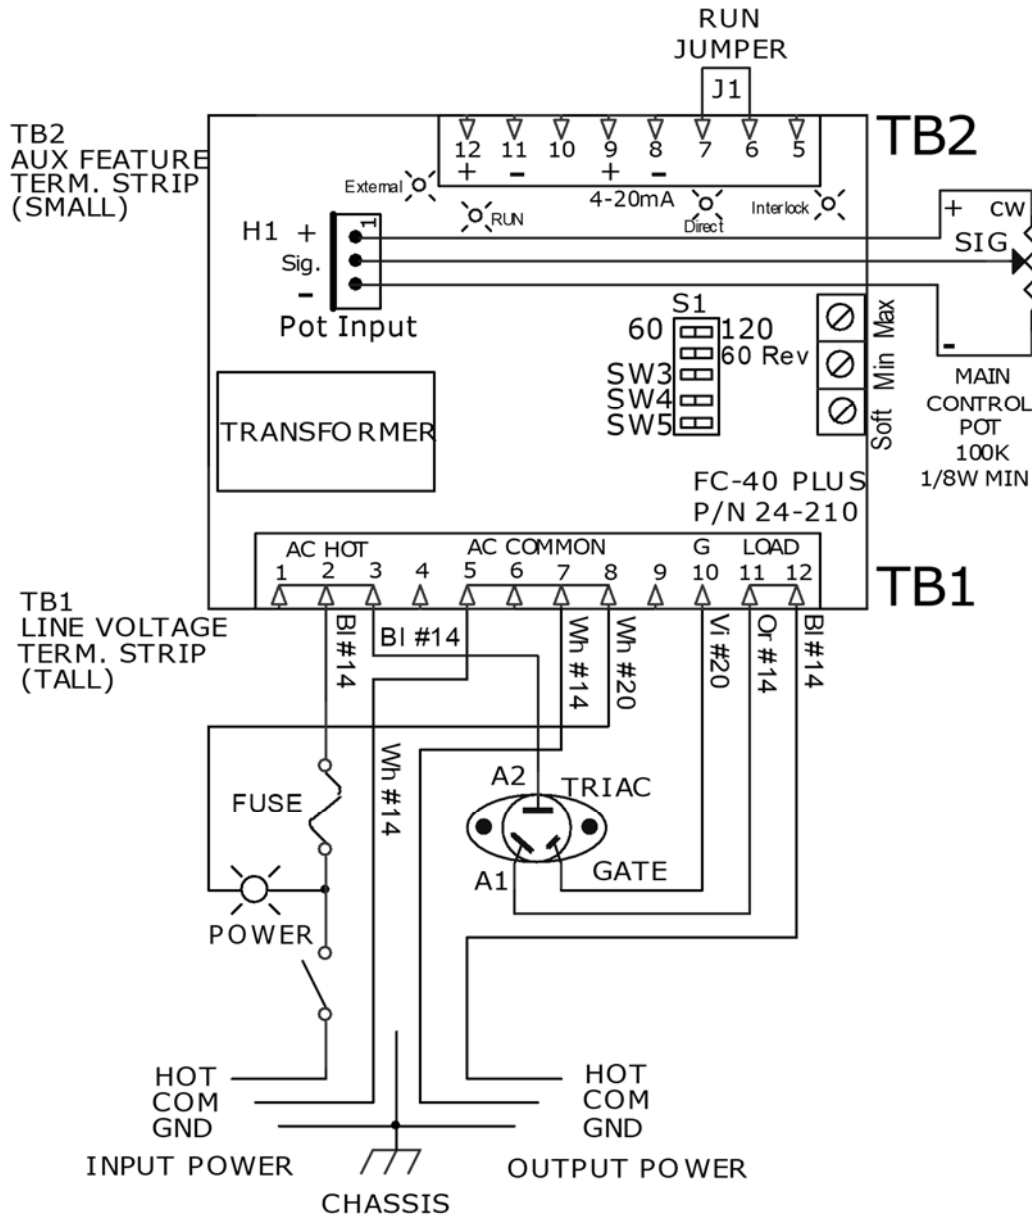 RUN
JUMPER
J1
TB2
AUX FEATURE
TERM. STRIP
(SMALL)
12 11 10 9 8 7 6 5
+ - + -
4-20mA
TB2
External
RUN
Direct
Interlock
H1 +
Sig.
-
1
Pot Input
+ CW
SIG
-
MAIN
CONTROL
POT
100K
1/8W MIN
S1
60 120
60 Rev
SW3
SW4
SW5
Max
Min
Soft
TRANSFORMER
FC-40 PLUS
P/N 24-210
AC HOT AC COMMON G LOAD
1 2 3 4 5 6 7 8 9 10 11 12
TB1
TB1
LINE VOLTAGE
TERM. STRIP
(TALL)
Bl #14
Bl #14
Wh #14
Wh #20
Vi #20
Or #14
Bl #14
Wh #14
FUSE
A2
TRIAC
A1
GATE
POWER
HOT
COM
GND
INPUT POWER
HOT
COM
GND
OUTPUT POWER
CHASSIS